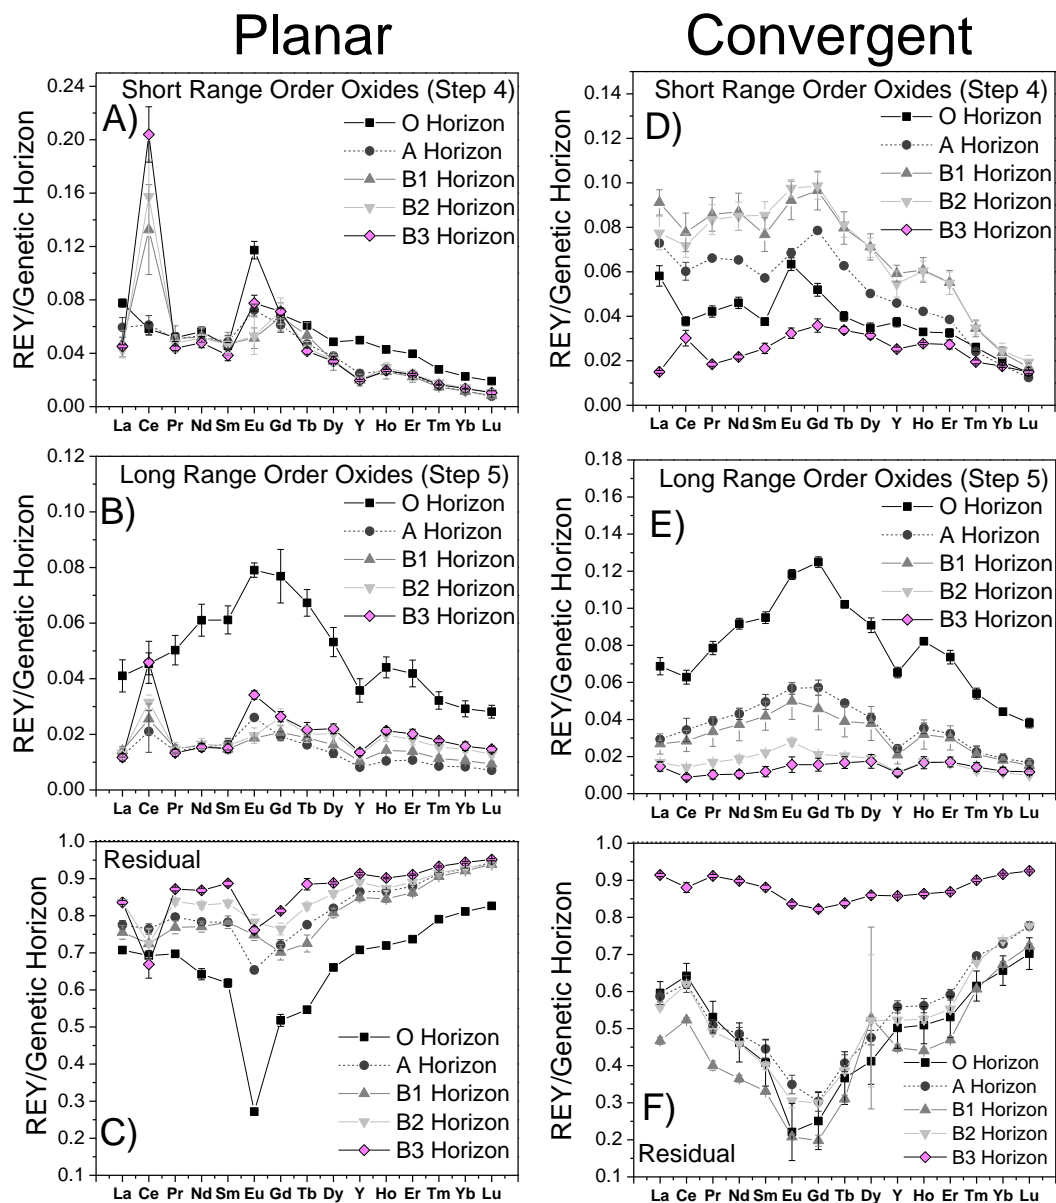 Planar
Convergent
Short Range Order Oxides (Step 4)
A)
O Horizon
A Horizon
B1 Horizon
B2 Horizon
B3 Horizon
REY/Genetic Horizon
0.24
0.20
0.16
0.12
0.08
0.04
0.00
La Ce Pr Nd Sm Eu Gd Tb Dy Y Ho Er Tm Yb Lu
Short Range Order Oxides (Step 4)
D)
O Horizon
A Horizon
B1 Horizon
B2 Horizon
B3 Horizon
REY/Genetic Horizon
0.14
0.12
0.10
0.08
0.06
0.04
0.02
0.00
La Ce Pr Nd Sm Eu Gd Tb Dy Y Ho Er Tm Yb Lu
Long Range Order Oxides (Step 5)
B)
O Horizon
A Horizon
B1 Horizon
B2 Horizon
B3 Horizon
REY/Genetic Horizon
0.12
0.10
0.08
0.06
0.04
0.02
0.00
La Ce Pr Nd Sm Eu Gd Tb Dy Y Ho Er Tm Yb Lu
Long Range Order Oxides (Step 5)
E)
O Horizon
A Horizon
B1 Horizon
B2 Horizon
B3 Horizon
REY/Genetic Horizon
0.18
0.16
0.14
0.12
0.10
0.08
0.06
0.04
0.02
0.00
La Ce Pr Nd Sm Eu Gd Tb Dy Y Ho Er Tm Yb Lu
Residual
C)
O Horizon
A Horizon
B1 Horizon
B2 Horizon
B3 Horizon
REY/Genetic Horizon
1.0
0.9
0.8
0.7
0.6
0.5
0.4
0.3
0.2
0.1
La Ce Pr Nd Sm Eu Gd Tb Dy Y Ho Er Tm Yb Lu
F)
Residual
O Horizon
A Horizon
B1 Horizon
B2 Horizon
B3 Horizon
REY/Genetic Horizon
1.0
0.9
0.8
0.7
0.6
0.5
0.4
0.3
0.2
0.1
La Ce Pr Nd Sm Eu Gd Tb Dy Y Ho Er Tm Yb Lu